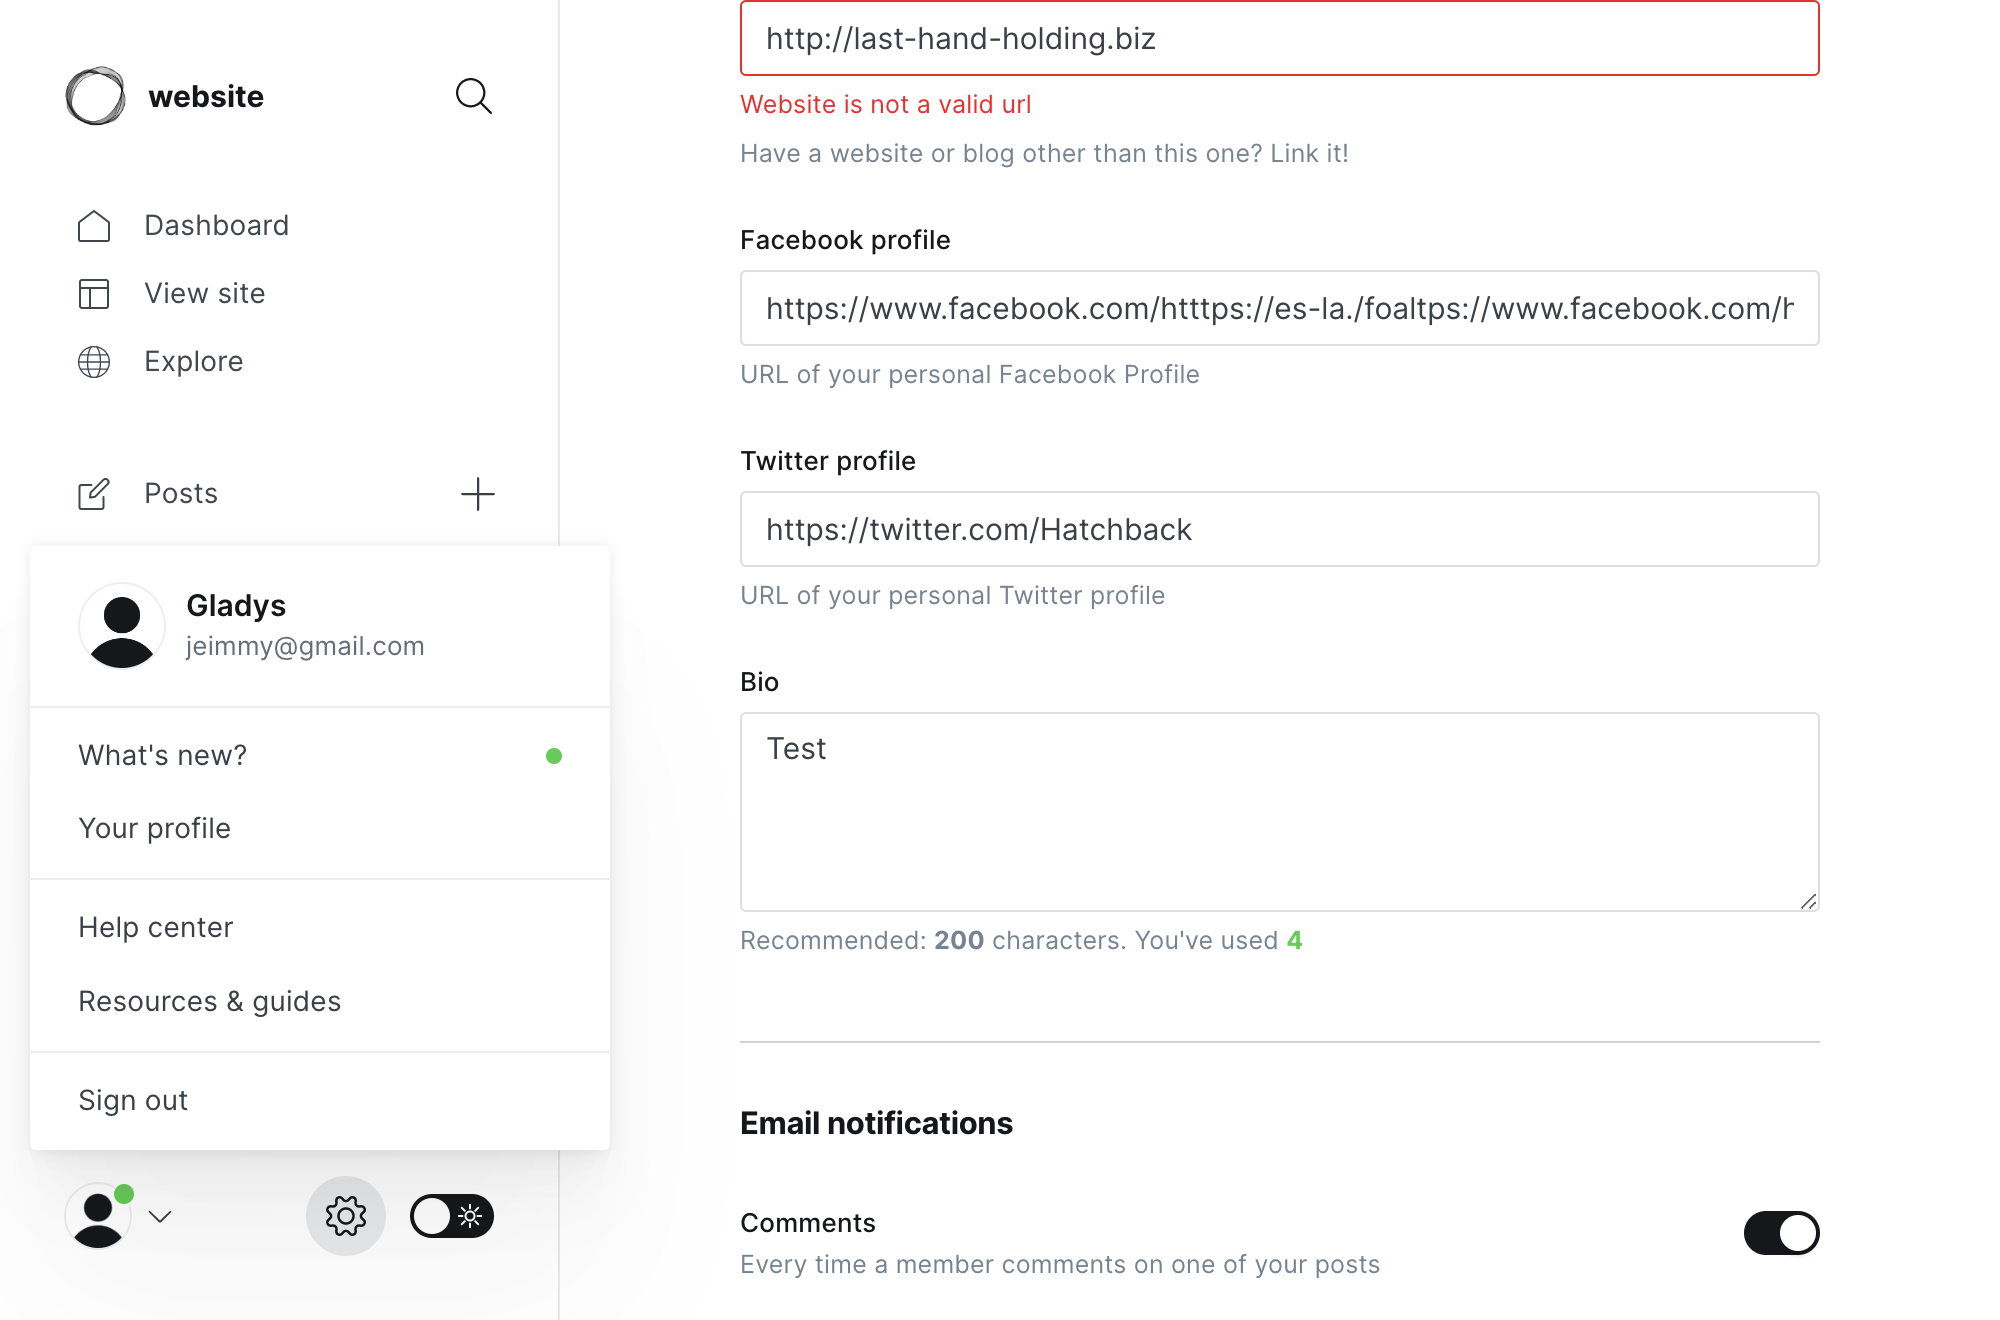 website
Dashboard
View site
Explore
Posts
Gladys
jeimmy@gmail.com
What's new?
Your profile
Help center
Resources & guides
Sign out
http://last-hand-holding.biz
Website is not a valid url
Have a website or blog other than this one? Link it!
Facebook profile
https://www.facebook.com/htttps://es-la./foaltps://www.facebook.com/h
URL of your personal Facebook Profile
Twitter profile
https://twitter.com/Hatchback
URL of your personal Twitter profile
Bio
Test
Recommended: 200 characters. You've used 4
Email notifications
Comments
Every time a member comments on one of your posts